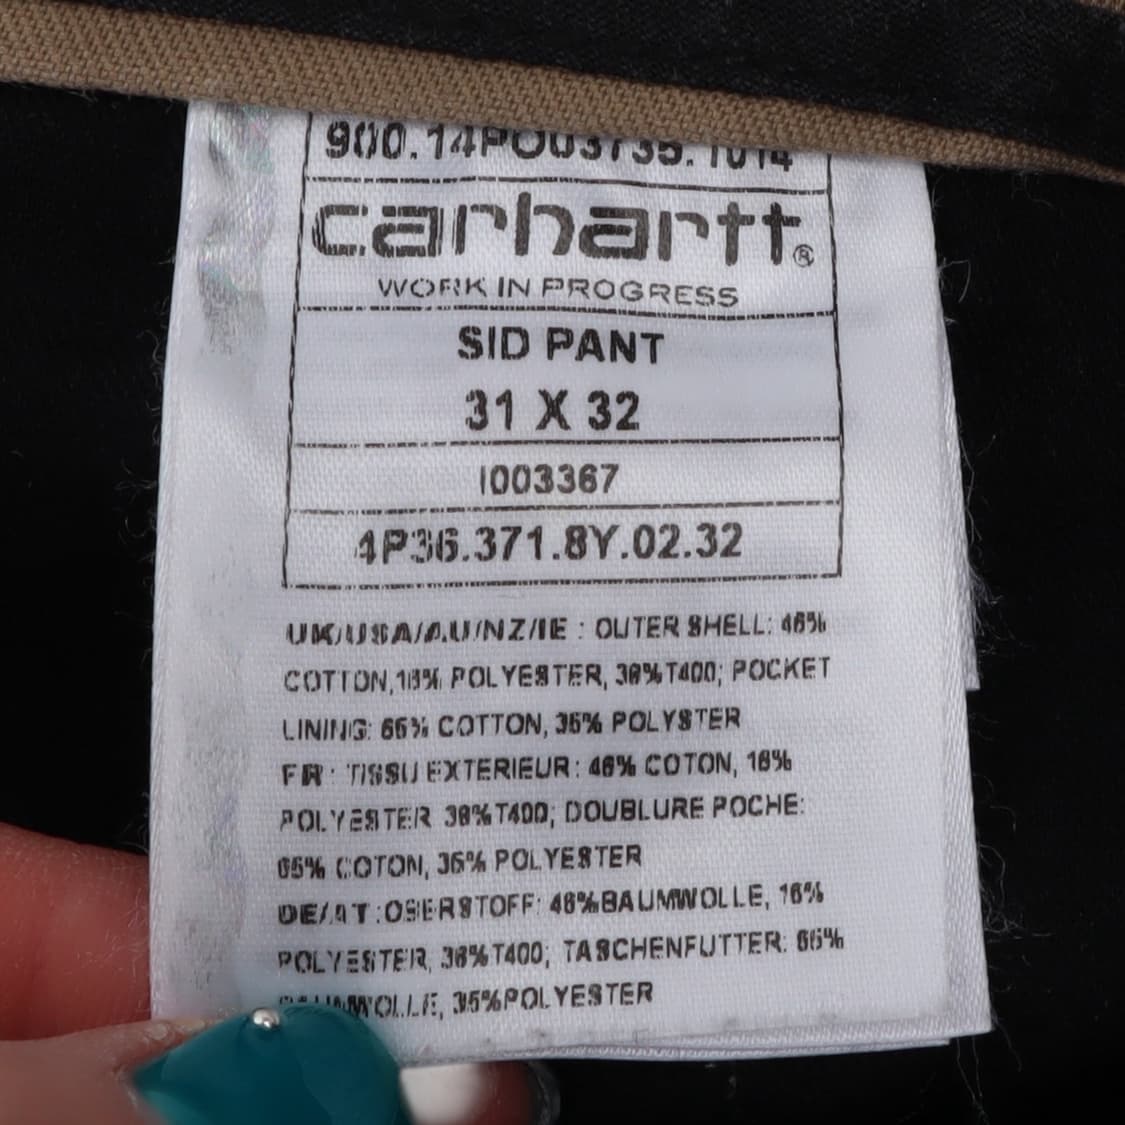 900.14PO03735.1014
carhartt®
WORK IN PROGRESS
SID PANT
31 X 32
I003367
4P36.371.8Y.02.32
UK/USA/AU/NZ/IE : OUTER SHELL: 46%
COTTON,16% POLYESTER, 38%T400; POCKET
LINING: 65% COTTON, 35% POLYSTER
FR : TISSU EXTERIEUR: 46% COTON, 16%
POLYESTER 38%T400; DOUBLURE POCHE:
65% COTON, 35% POLYESTER
DE/AT :OBERSTOFF: 46%BAUMWOLLE, 16%
POLYESTER, 38%T400; TASCHENFUTTER: 65%
BAUMWOLLE, 35%POLYESTER